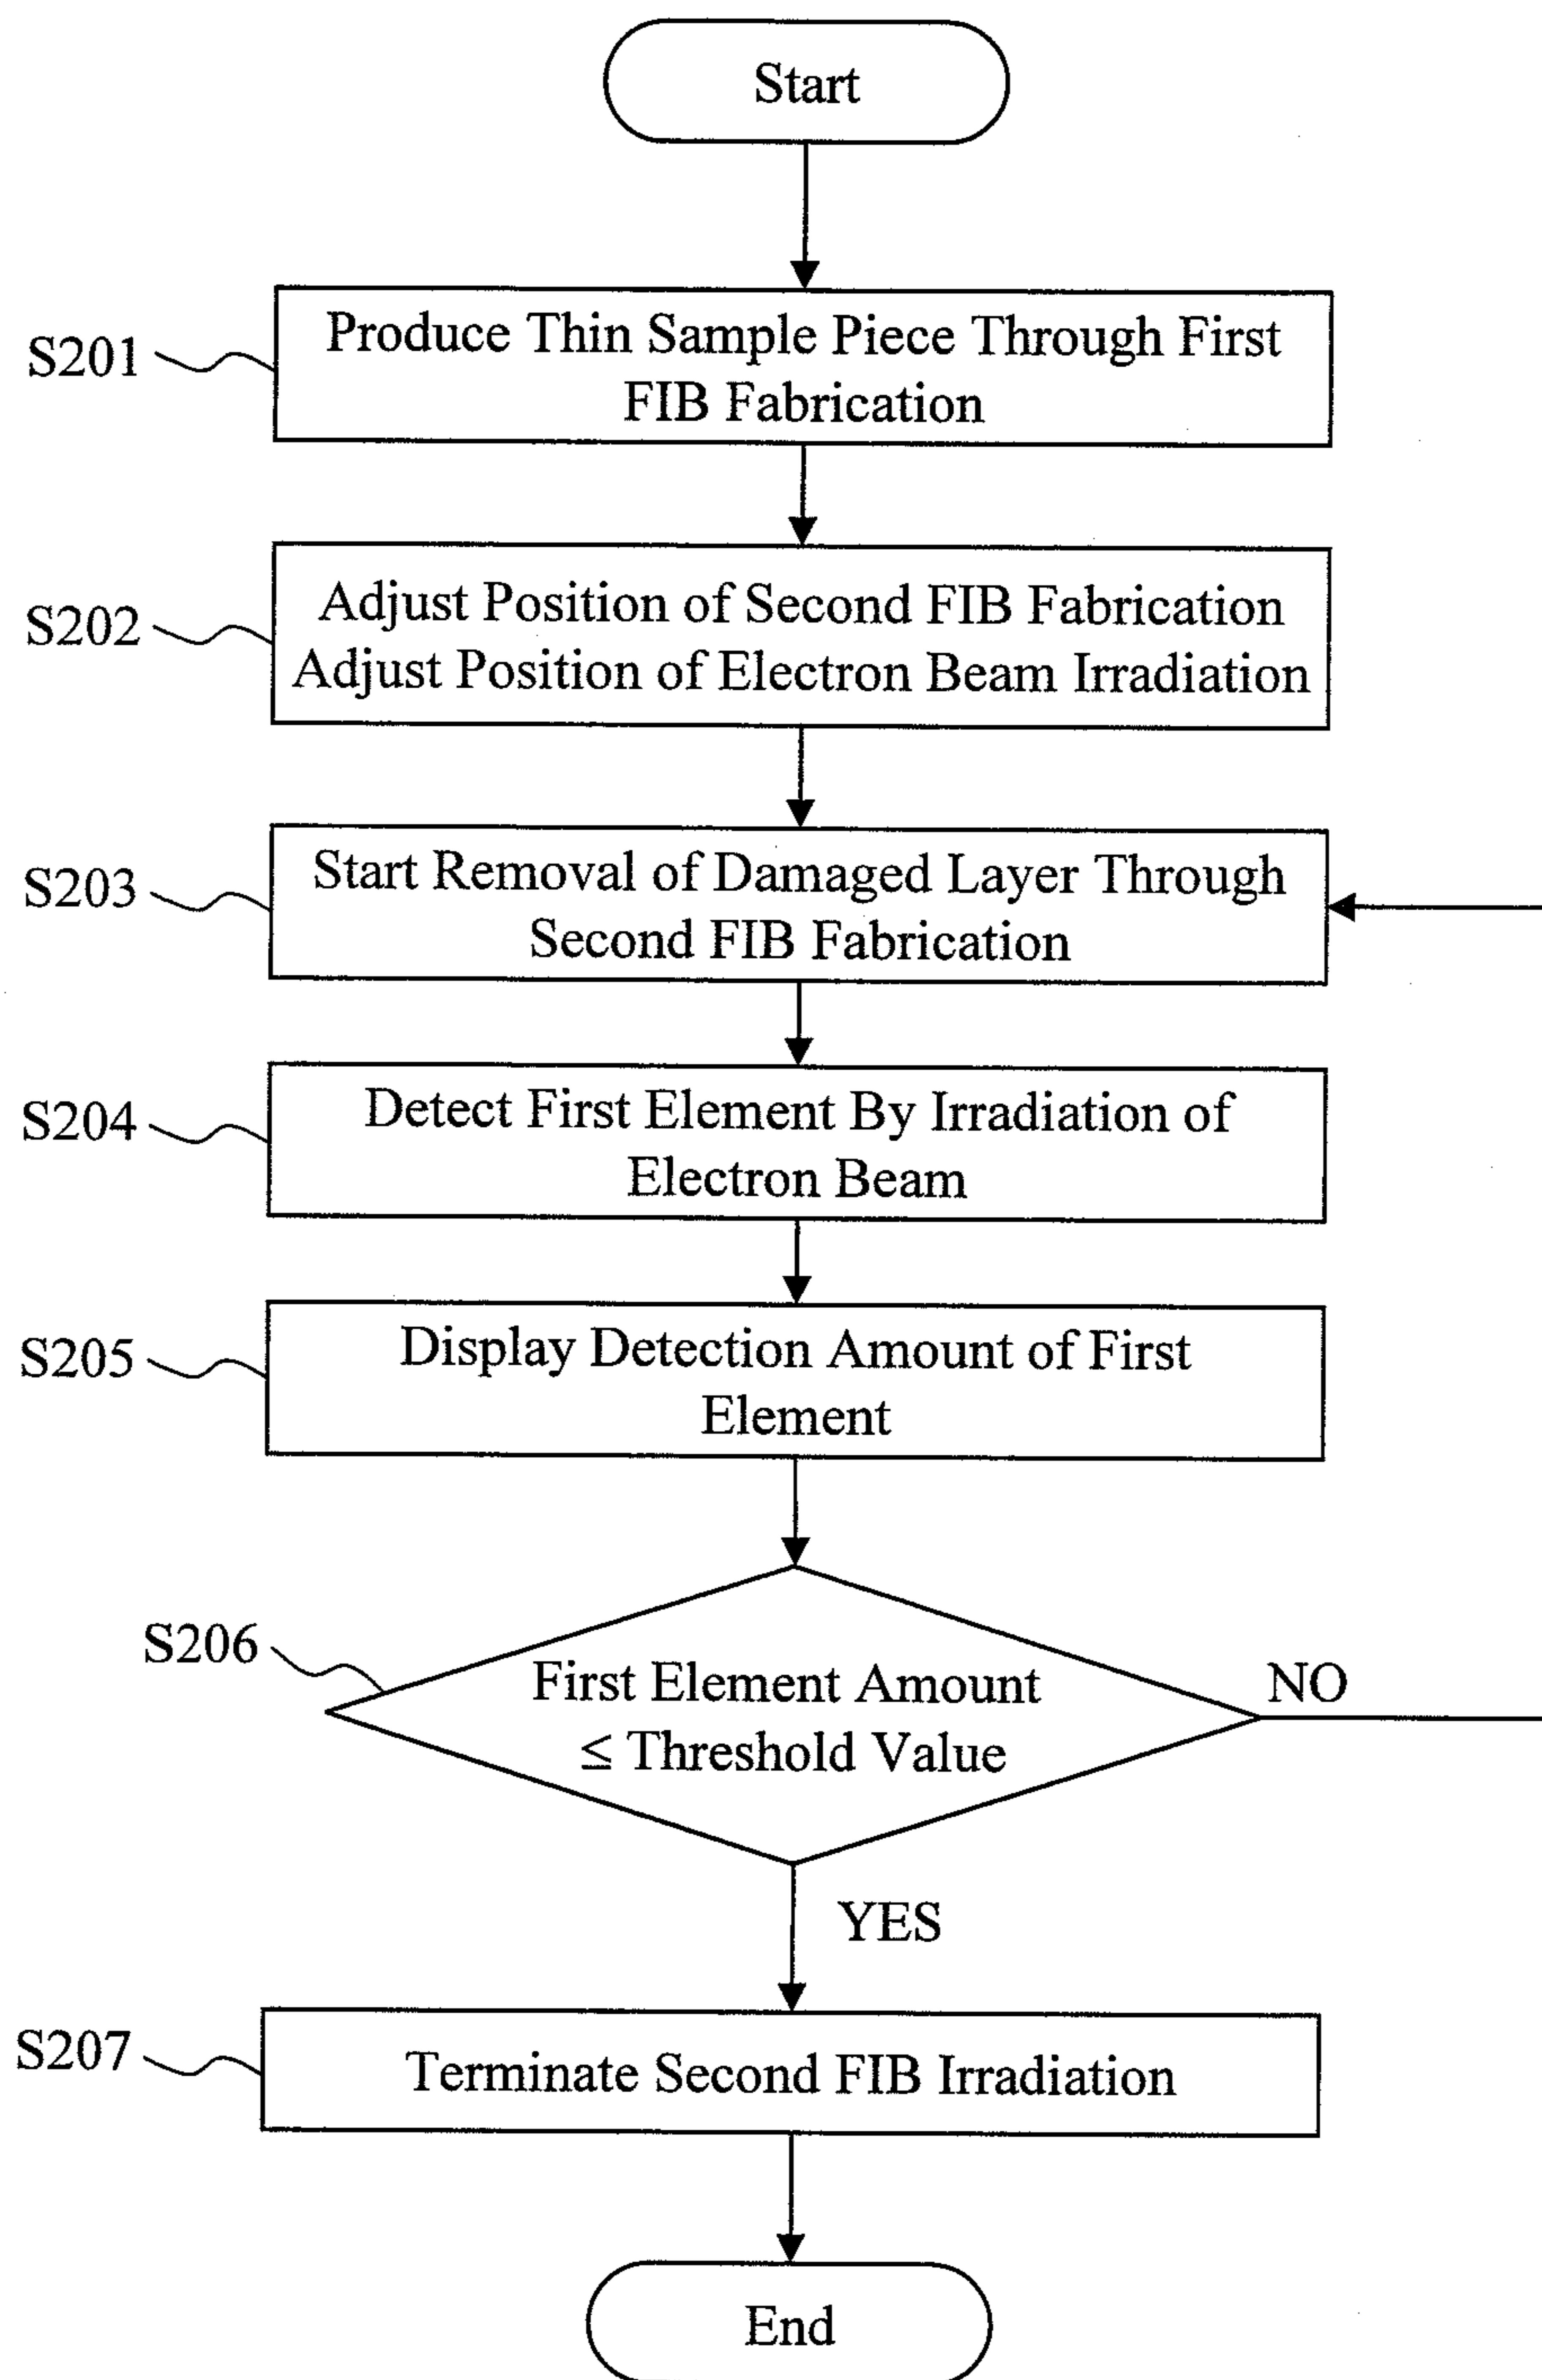 Start
S201
Produce Thin Sample Piece Through First
FIB Fabrication
S202
Adjust Position of Second FIB Fabrication
Adjust Position of Electron Beam Irradiation
S203
Start Removal of Damaged Layer Through
Second FIB Fabrication
S204
Detect First Element By Irradiation of
Electron Beam
S205
Display Detection Amount of First
Element
S206
First Element Amount
≤ Threshold Value
NO
YES
S207
Terminate Second FIB Irradiation
End